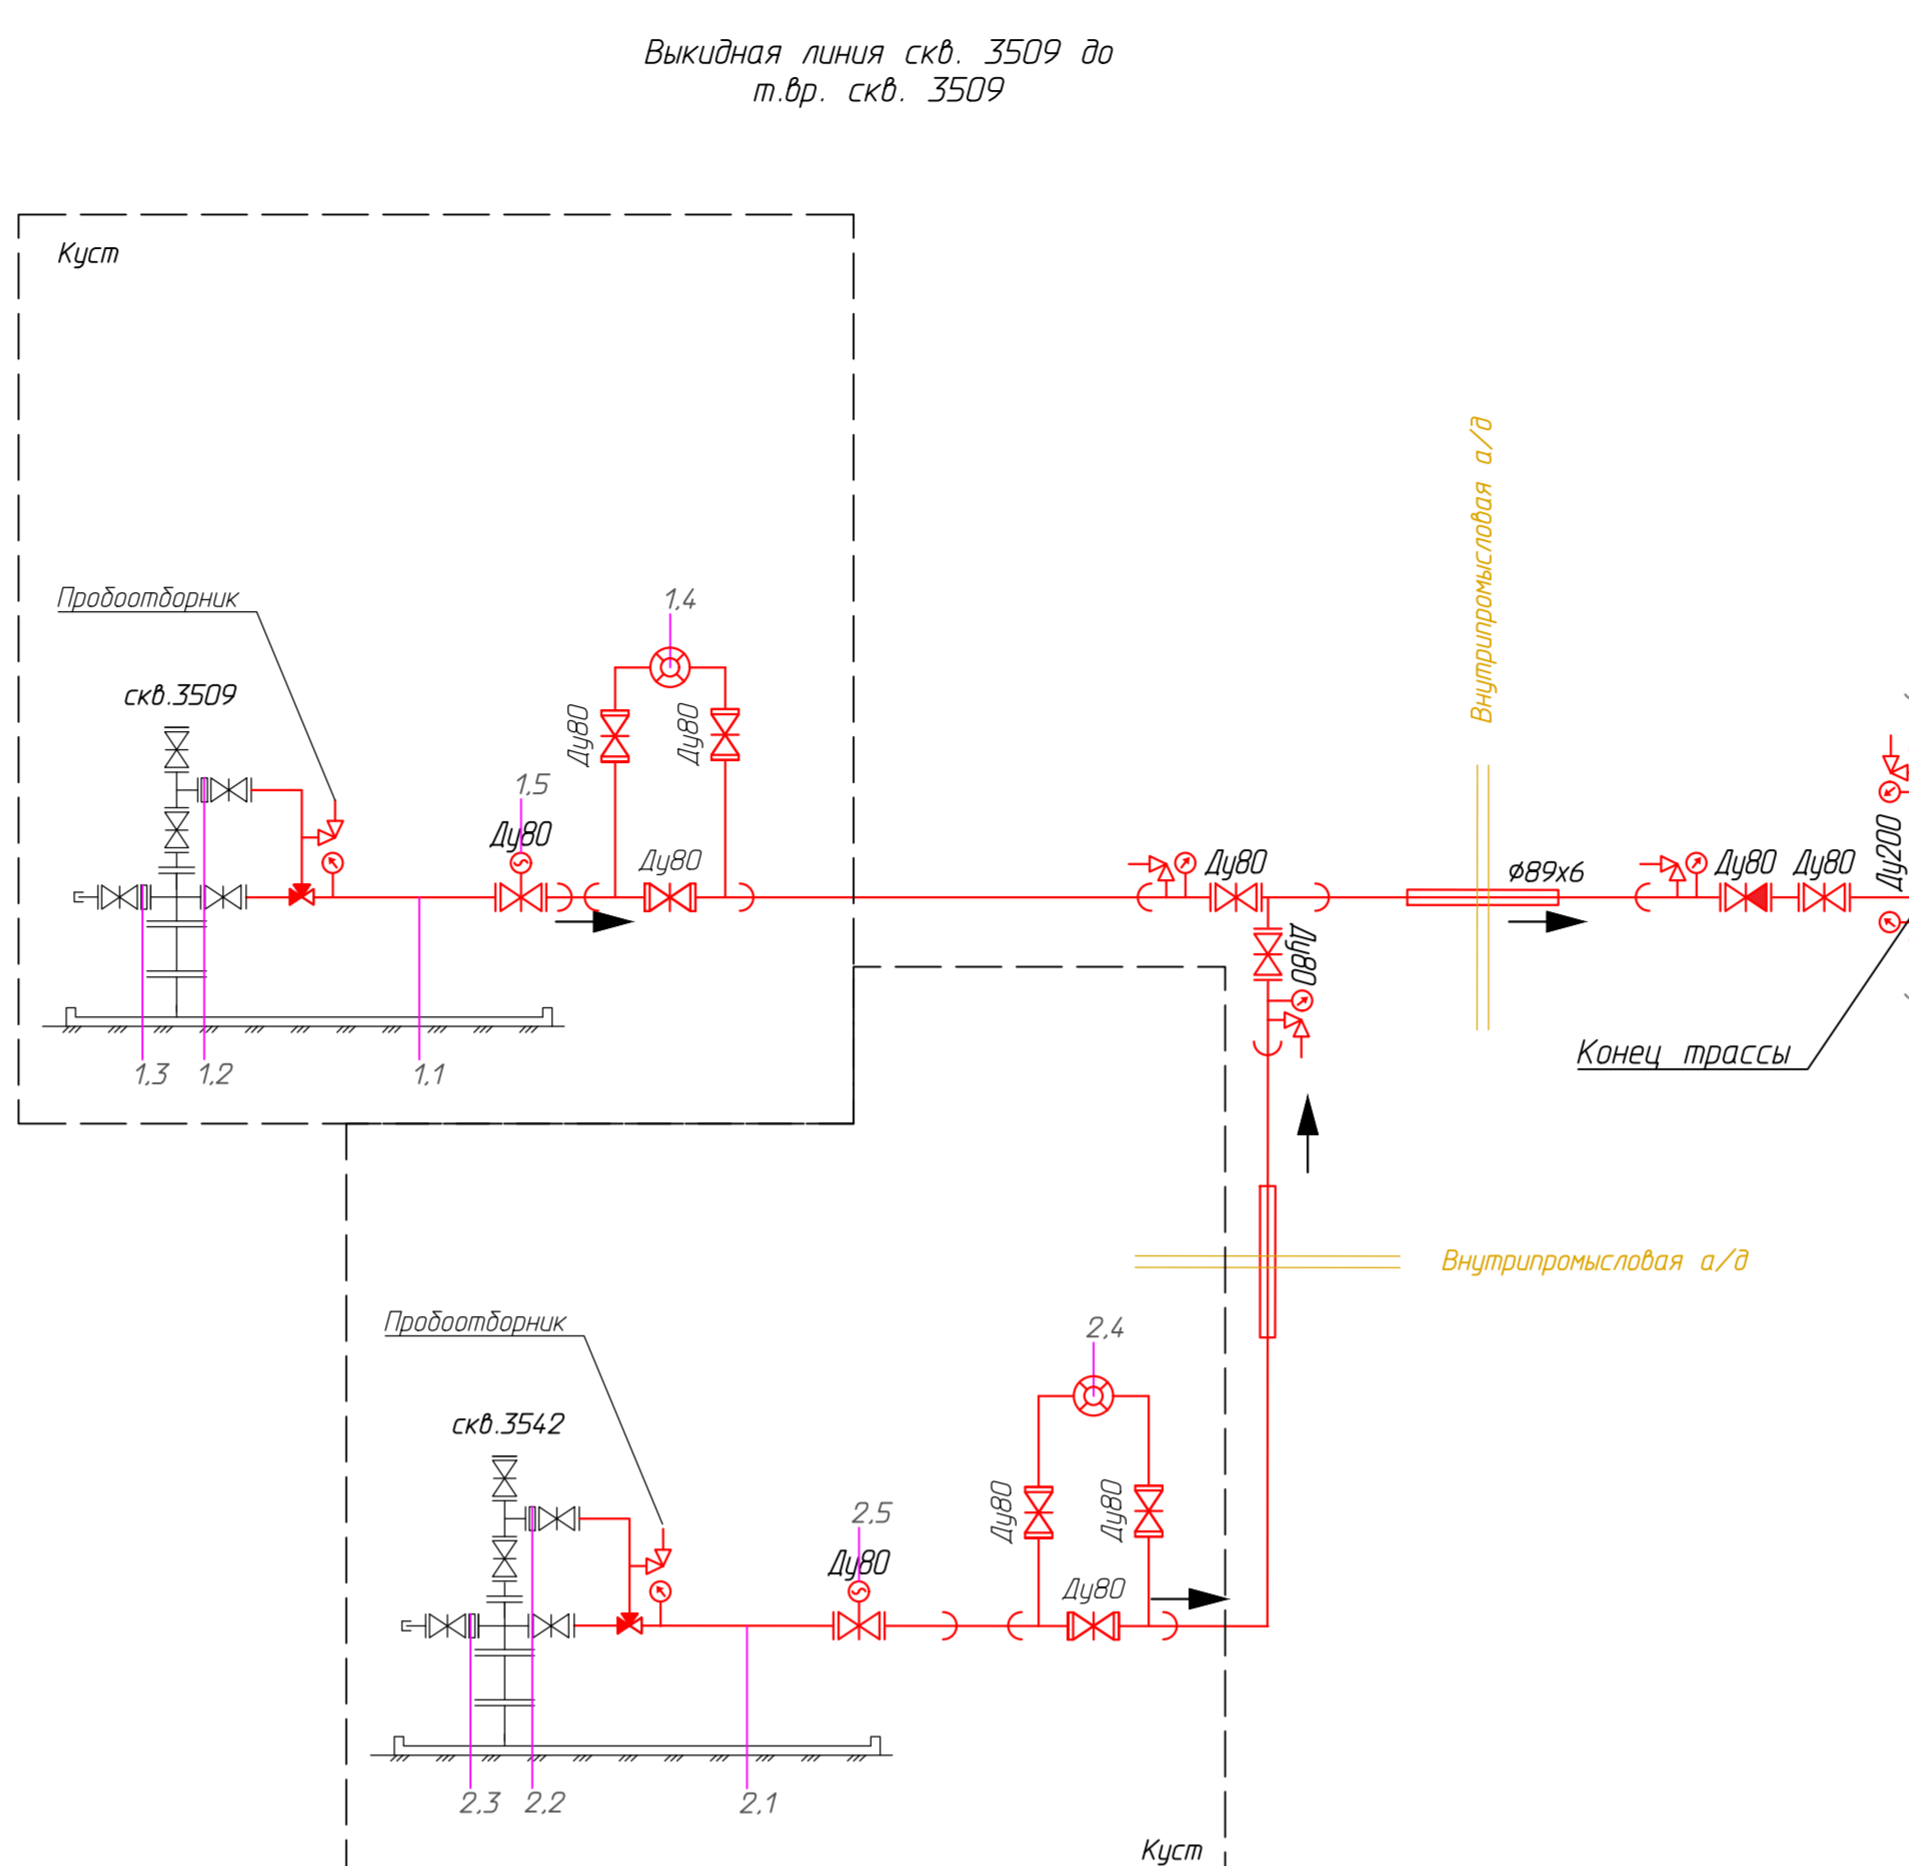 Выкидная линия скв. 3509 до
т.вр. скв. 3509
Куст
Внутрипромысловая а/д
Пробоотборник
1,4
скв.3509
Ду80
Ду80
1,5
Ду80
Ду80
Ду80
⌀89х6
Ду80
Ду80
Ду200
Ду80
Конец трассы
1,3
1,2
1,1
Внутрипромысловая а/д
Пробоотборник
2,4
скв.3542
Ду80
Ду80
2,5
Ду80
Ду80
2,3
2,2
2,1
Куст